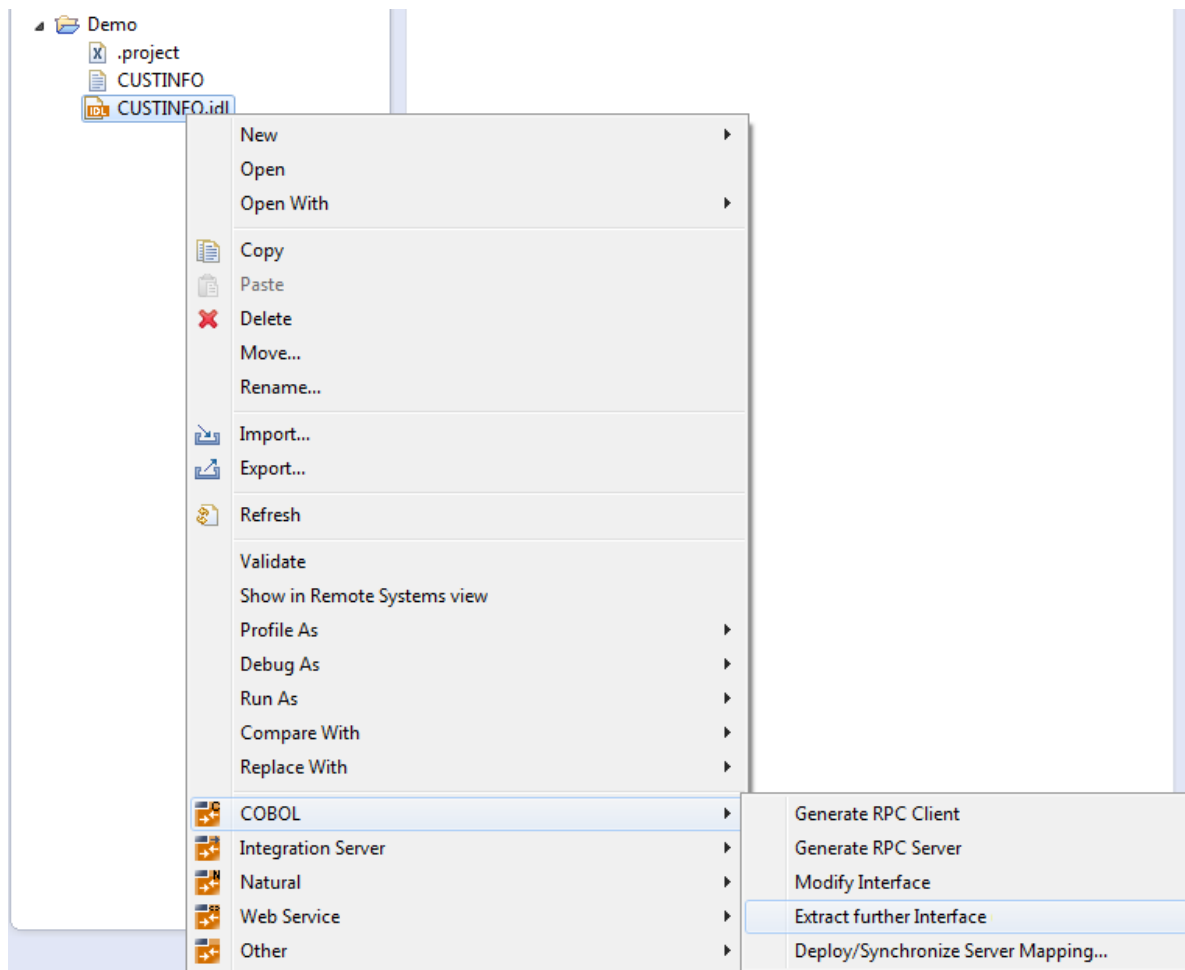 Demo
.project
CUSTINFO
CUSTINFO.idl
New
Open
Open With
Copy
Paste
Delete
Move...
Rename...
Import...
Export...
Refresh
Validate
Show in Remote Systems view
Profile As
Debug As
Run As
Compare With
Replace With
COBOL
Generate RPC Client
Integration Server
Generate RPC Server
Natural
Modify Interface
Web Service
Extract further Interface
Other
Deploy/Synchronize Server Mapping...